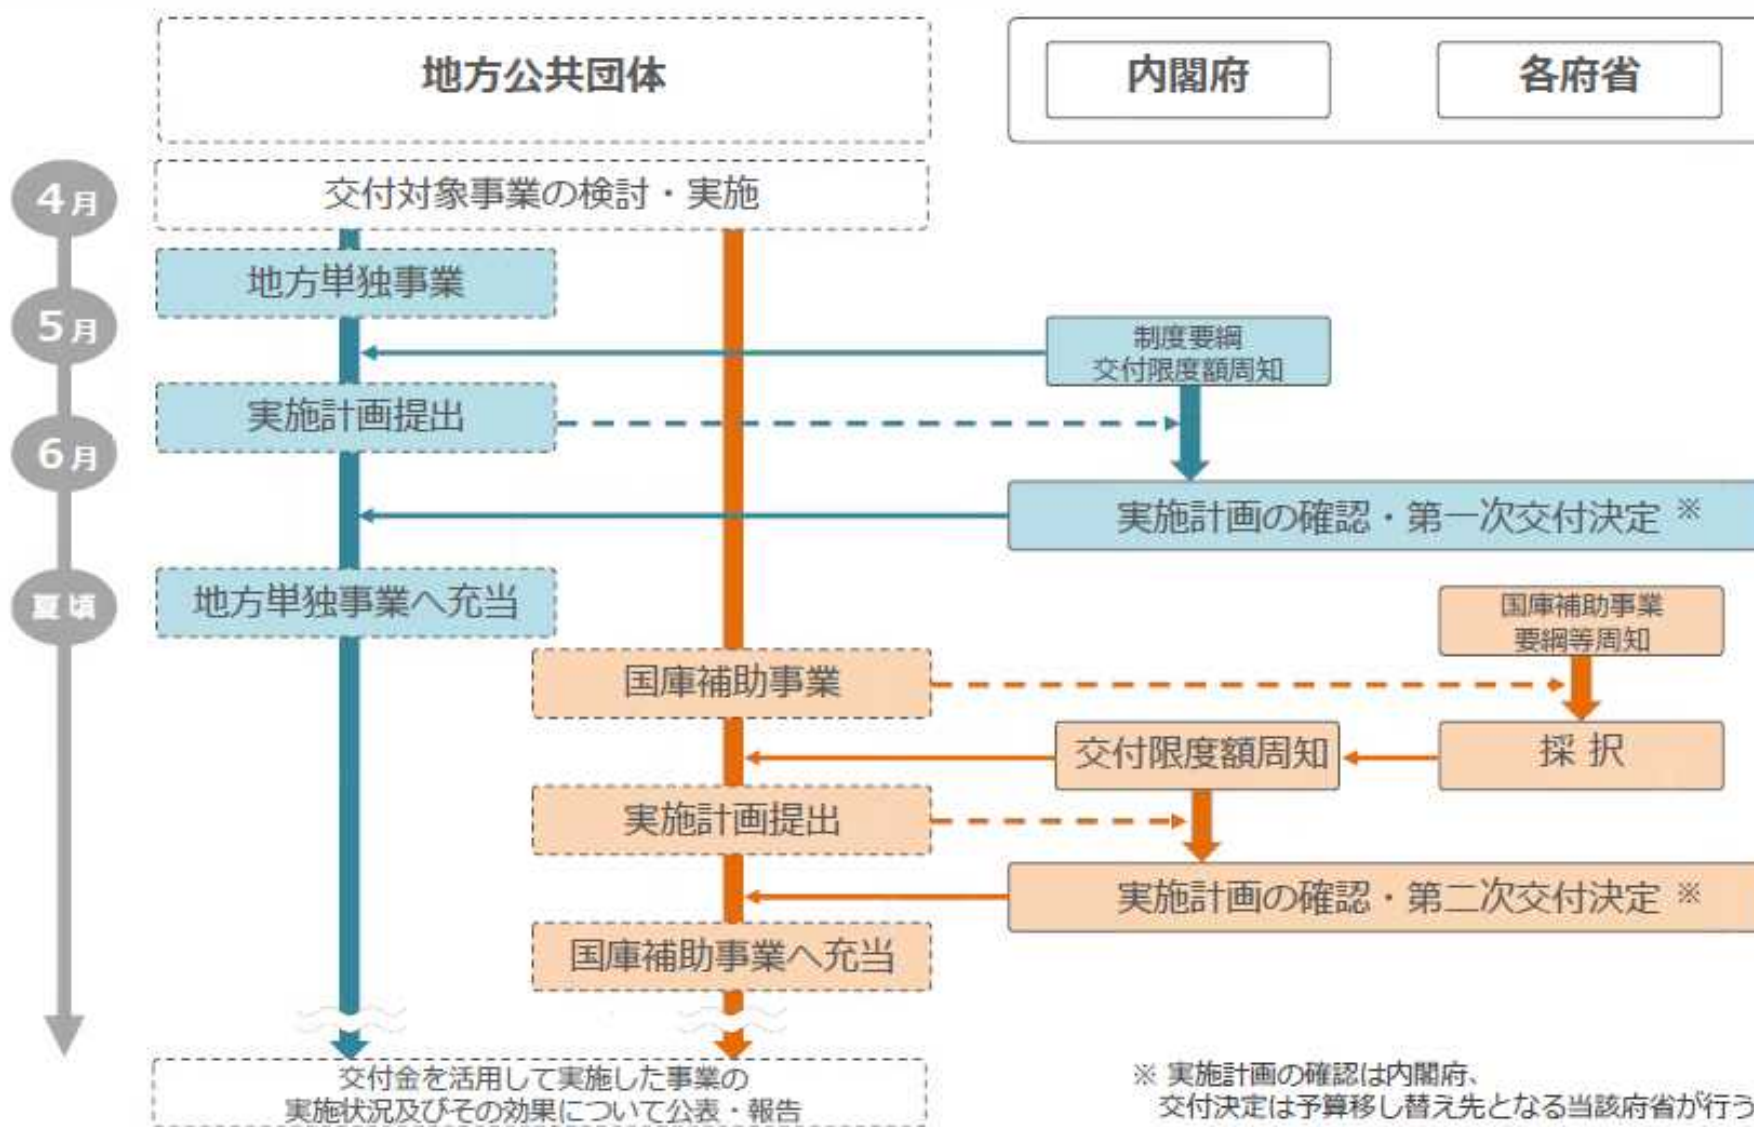 地方公共団体
内閣府
各府省
4月
交付対象事業の検討・実施
地方単独事業
5月
制度要綱
交付限度額周知
実施計画提出
6月
実施計画の確認・第一次交付決定 ※
夏頃
地方単独事業へ充当
国庫補助事業
要綱等周知
国庫補助事業
交付限度額周知
採択
実施計画提出
実施計画の確認・第二次交付決定 ※
国庫補助事業へ充当
交付金を活用して実施した事業の
実施状況及びその効果について公表・報告
※ 実施計画の確認は内閣府、
交付決定は予算移し替え先となる当該府省が行う